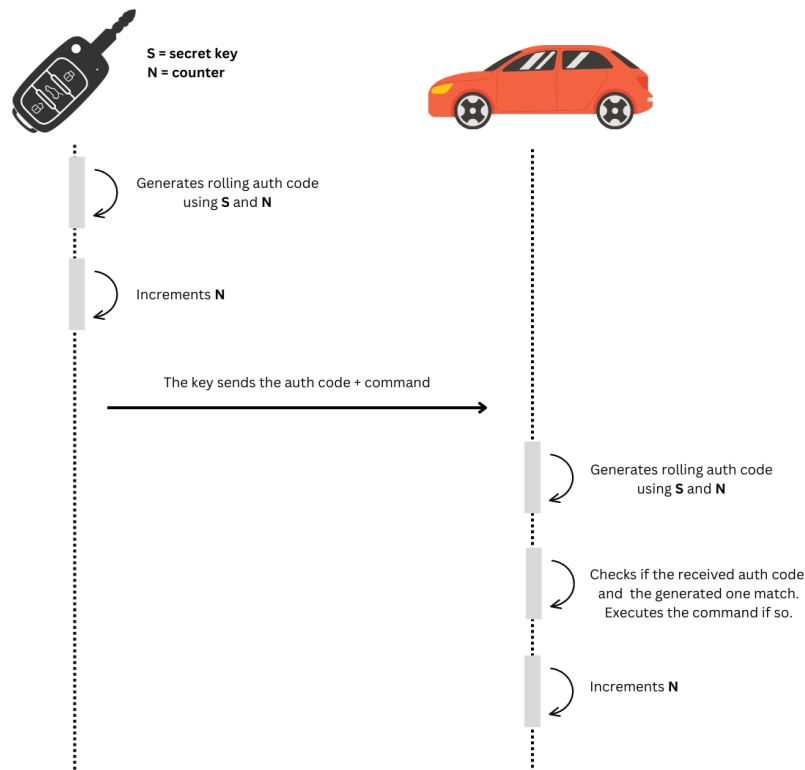 S = secret key
N = counter
Generates rolling auth code
using S and N
Increments N
The key sends the auth code + command
Generates rolling auth code
using S and N
Checks if the received auth code
and the generated one match.
Executes the command if so.
Increments N